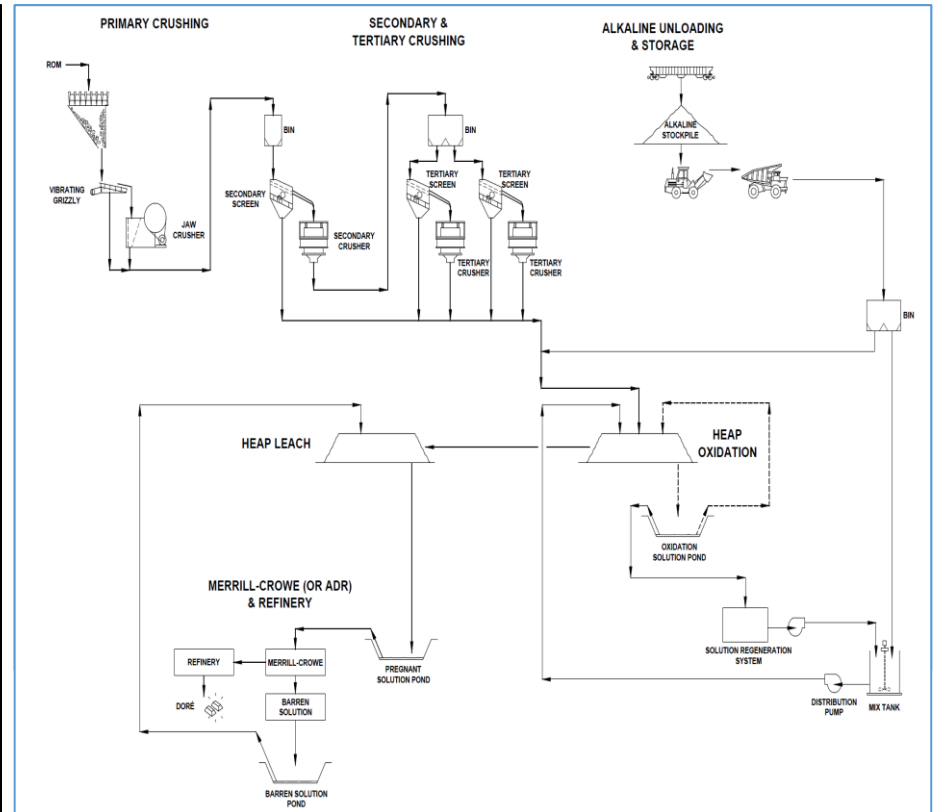 PRIMARY CRUSHING
SECONDARY &
TERTIARY CRUSHING
ALKALINE UNLOADING
& STORAGE
ROM
VIBRATING
GRIZZLY
JAW
CRUSHER
BIN
SECONDARY
SCREEN
SECONDARY
CRUSHER
BIN
TERTIARY
SCREEN
TERTIARY
SCREEN
TERTIARY
CRUSHER
TERTIARY
CRUSHER
ALKALINE
STOCKPILE
BIN
HEAP LEACH
HEAP
OXIDATION
OXIDATION
SOLUTION POND
MERRILL-CROWE (OR ADR)
& REFINERY
REFINERY
MERRILL-CROWE
PREGNANT
SOLUTION POND
DORÉ
BARREN
SOLUTION
BARREN SOLUTION
POND
SOLUTION REGENERATION
SYSTEM
DISTRIBUTION
PUMP
MIX TANK